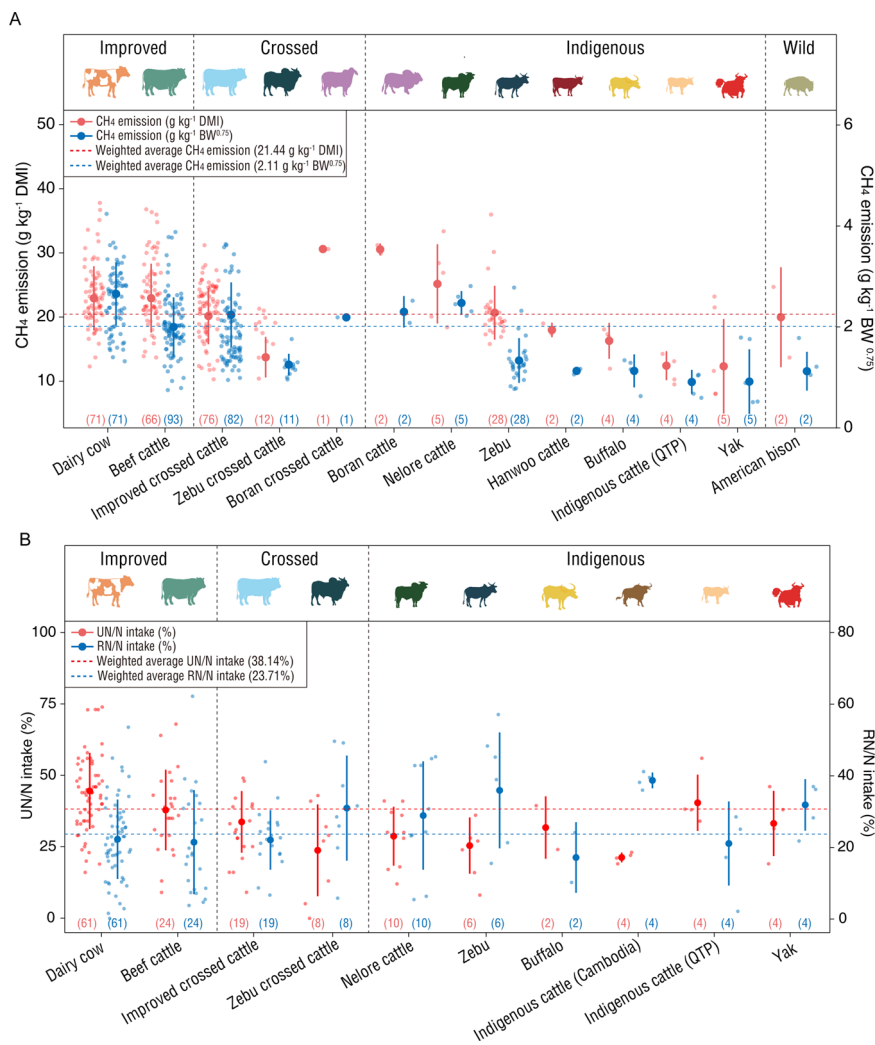 A
Improved Crossed Indigenous Wild
CH₄ emission (g kg⁻¹ DMI)
CH₄ emission (g kg⁻¹ BW⁰·⁷⁵)
Weighted average CH₄ emission (21.44 g kg⁻¹ DMI)
Weighted average CH₄ emission (2.11 g kg⁻¹ BW⁰·⁷⁵)
CH₄ emission (g kg⁻¹ DMI)
50
40
30
20
10
6
4
2
0
CH₄ emission (g kg⁻¹ BW ⁰·⁷⁵)
(71) (71) (66) (93) (76) (82) (12) (11) (1) (1) (2) (2) (5) (5) (28) (28) (2) (2) (4) (4) (4) (4) (5) (5) (2) (2)
Dairy cow
Beef cattle
Improved crossed cattle
Zebu crossed cattle
Boran crossed cattle
Boran cattle
Nelore cattle
Zebu
Hanwoo cattle
Buffalo
Indigenous cattle (QTP)
Yak
American bison
B
Improved Crossed Indigenous
UN/N intake (%)
RN/N intake (%)
Weighted average UN/N intake (38.14%)
Weighted average RN/N intake (23.71%)
UN/N intake (%)
100
75
50
25
0
80
60
40
20
0
RN/N intake (%)
(61) (61) (24) (24) (19) (19) (8) (8) (10) (10) (6) (6) (2) (2) (4) (4) (4) (4) (4) (4)
Dairy cow
Beef cattle
Improved crossed cattle
Zebu crossed cattle
Nelore cattle
Zebu
Buffalo
Indigenous cattle (Cambodia)
Indigenous cattle (QTP)
Yak